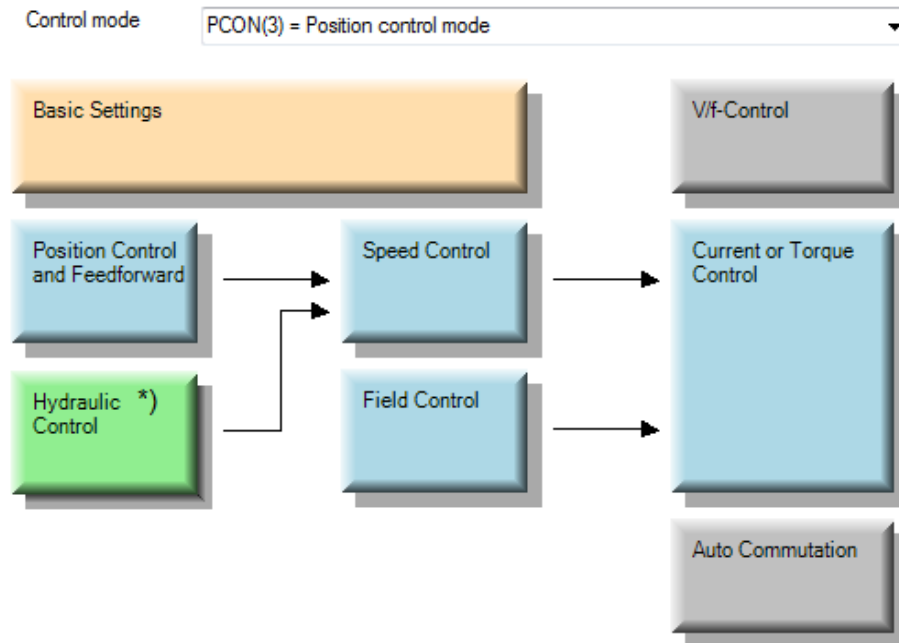 Control mode
PCON(3) = Position control mode
Basic Settings
V/f-Control
Position Control
and Feedforward
Speed Control
Current or Torque
Control
Hydraulic *)
Control
Field Control
Auto Commutation